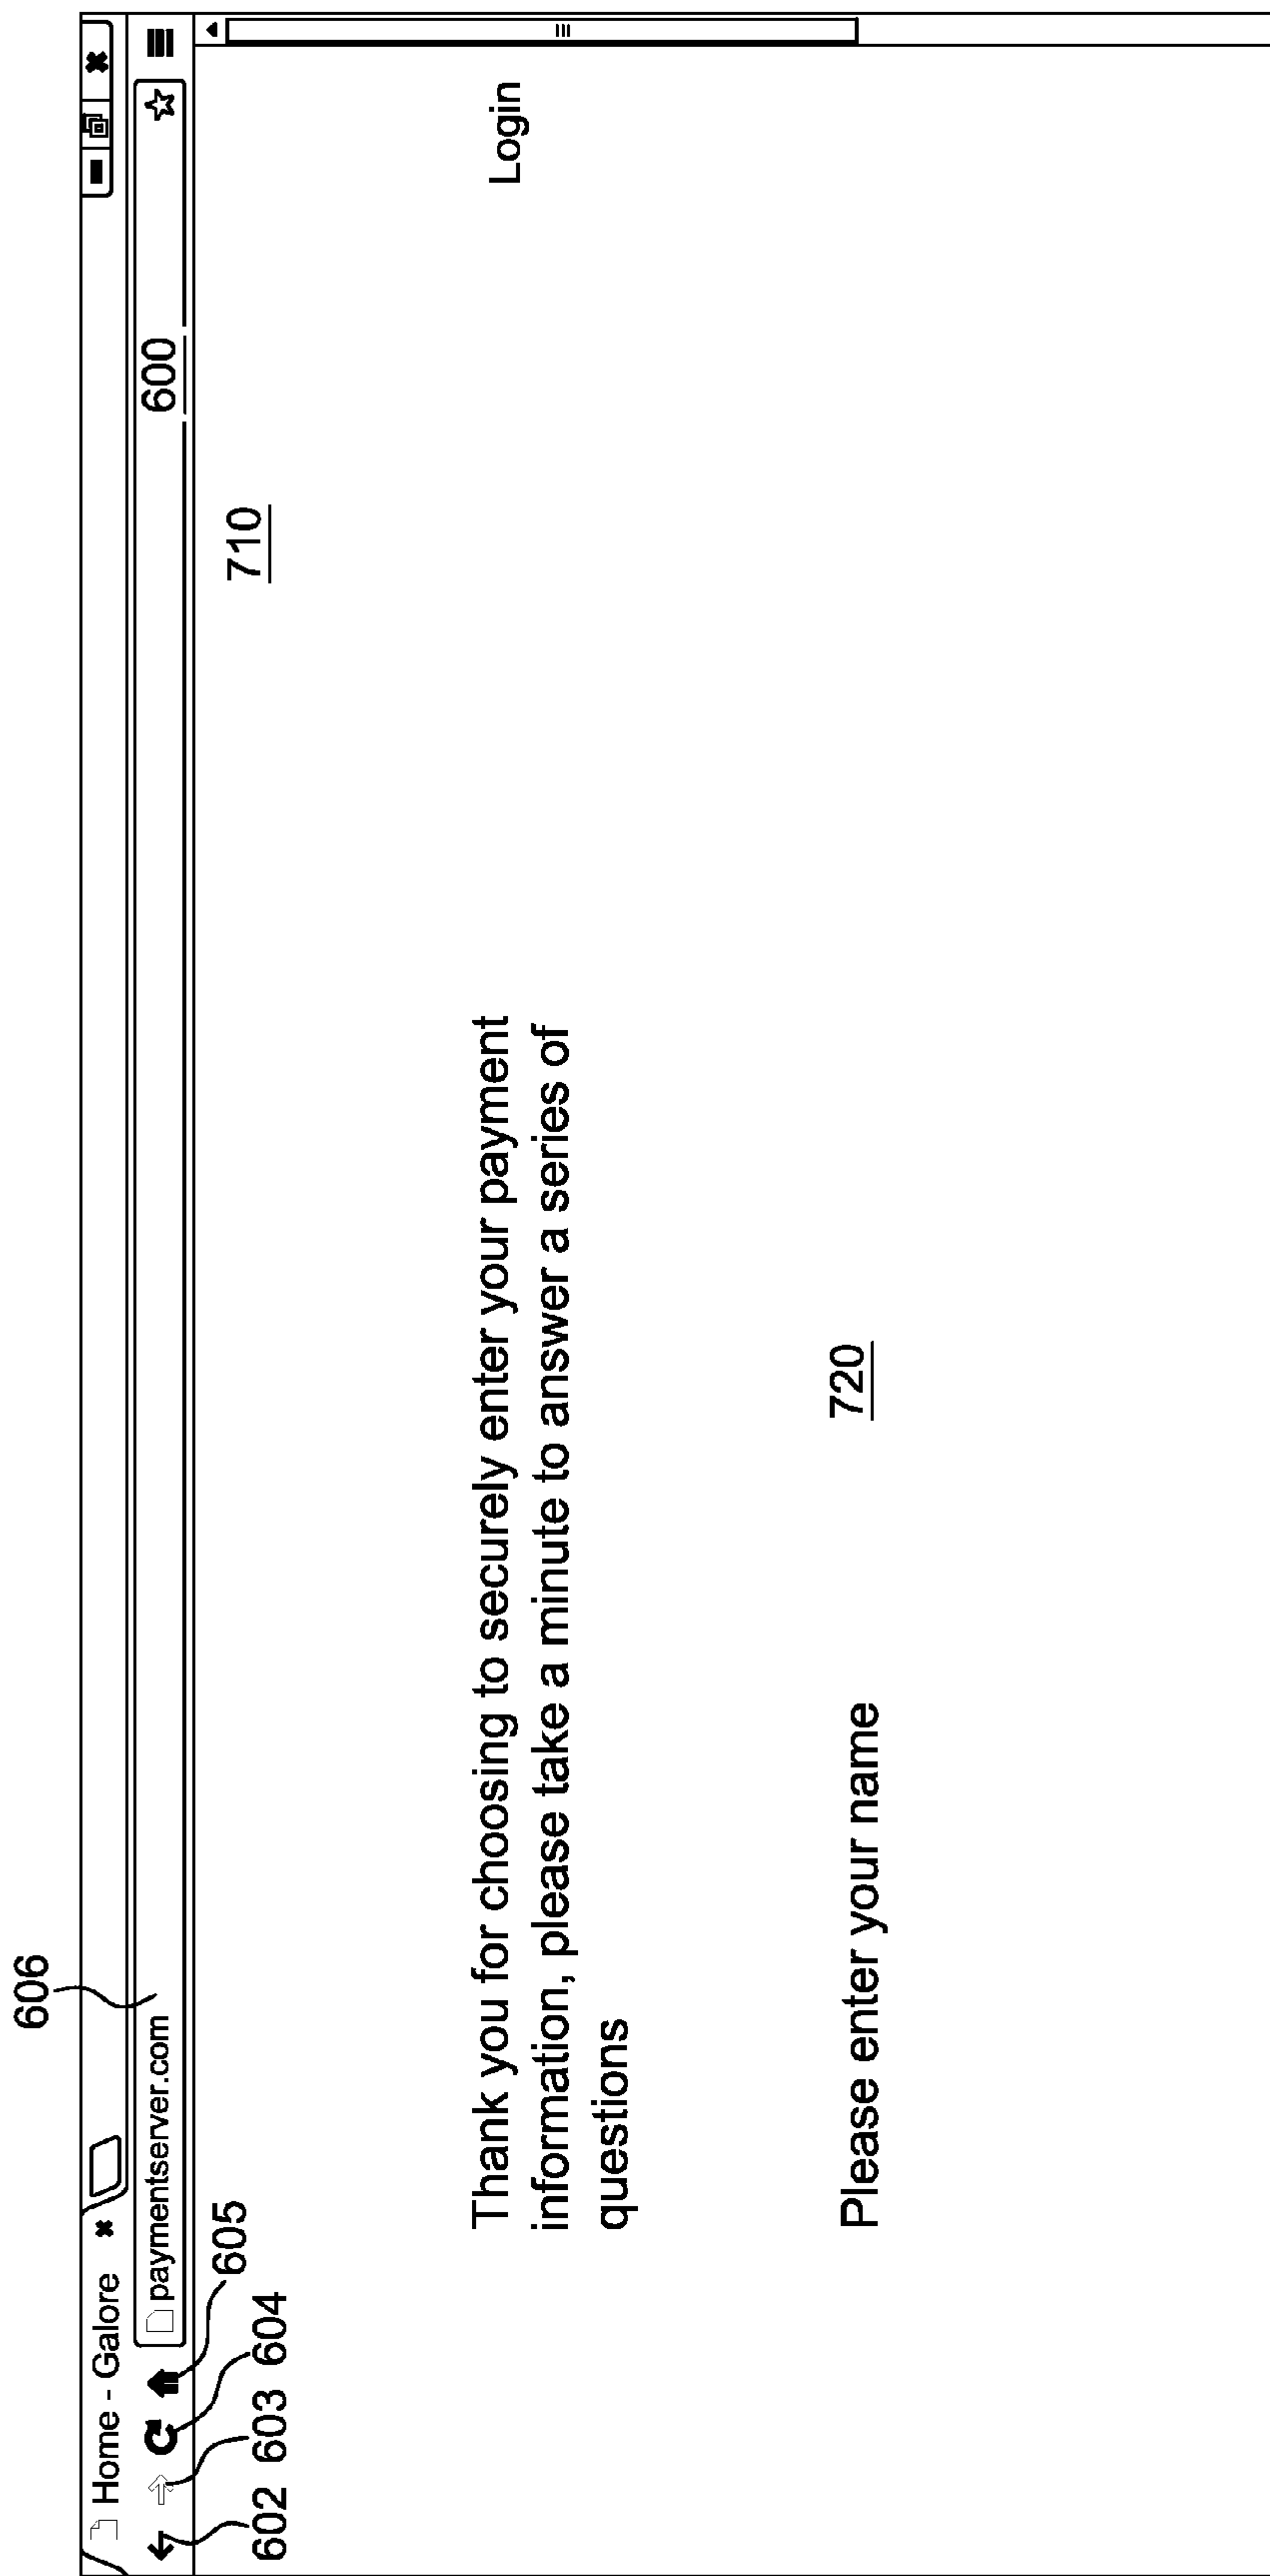 606
Home - Galore
paymentserver.com
600
602
603
604
605
710
Login
Thank you for choosing to securely enter your payment
information, please take a minute to answer a series of
questions
720
Please enter your name